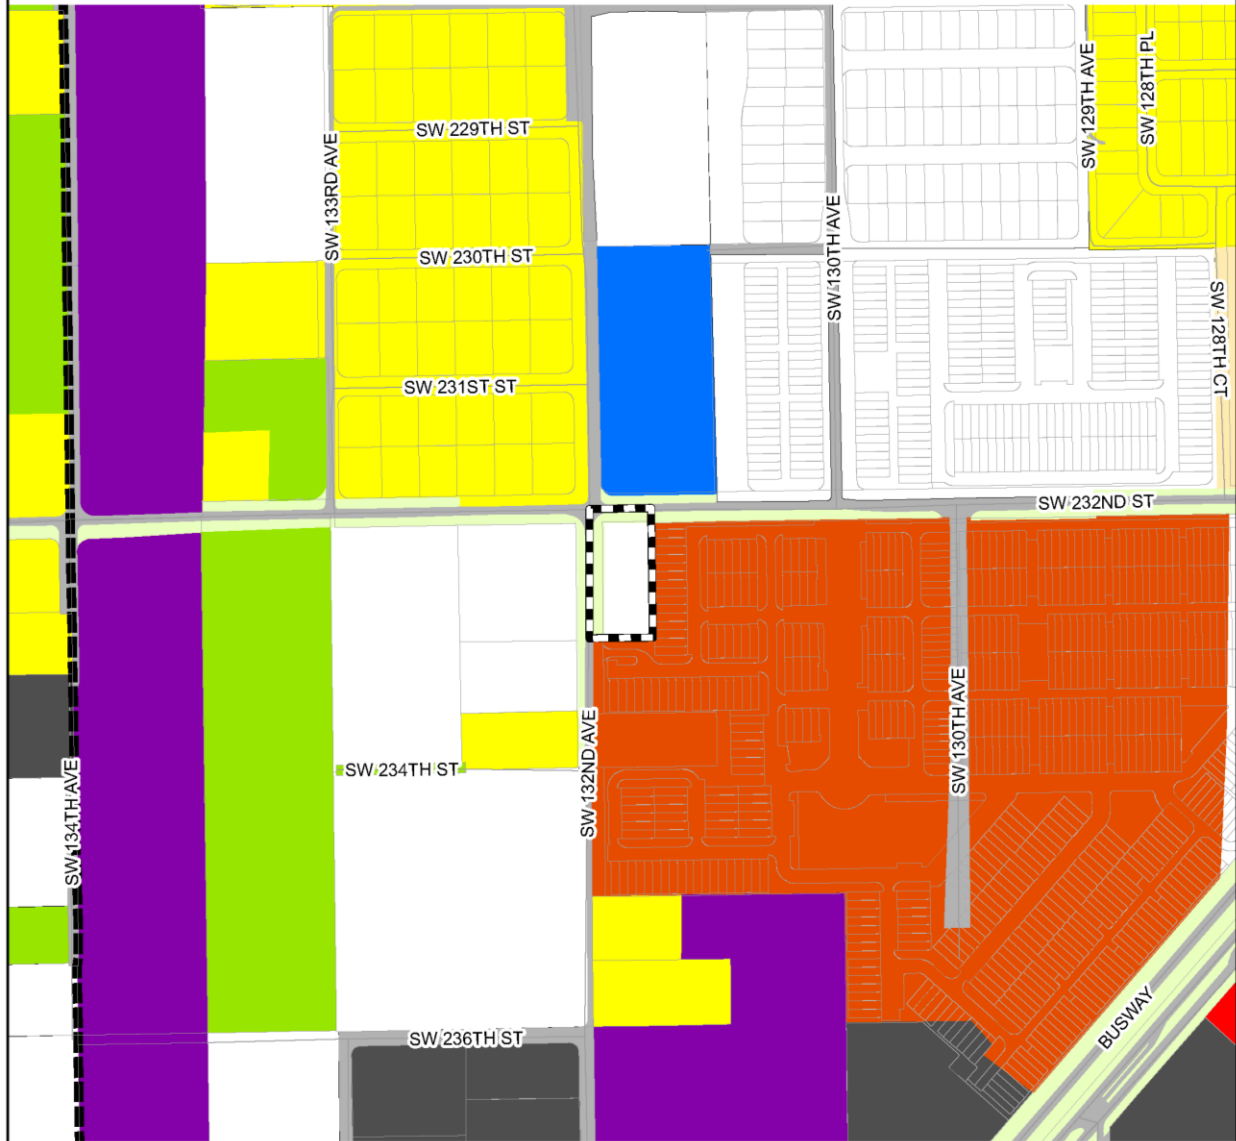 SW 128TH PL
SW 129TH AVE
SW 229TH ST
SW 133RD AVE
SW 130TH AVE
SW 230TH ST
SW 128TH CT
SW 231ST ST
SW 232ND ST
SW 130TH AVE
SW 132ND AVE
SW 234TH ST
SW 134TH AVE
BUSWAY
SW 236TH ST